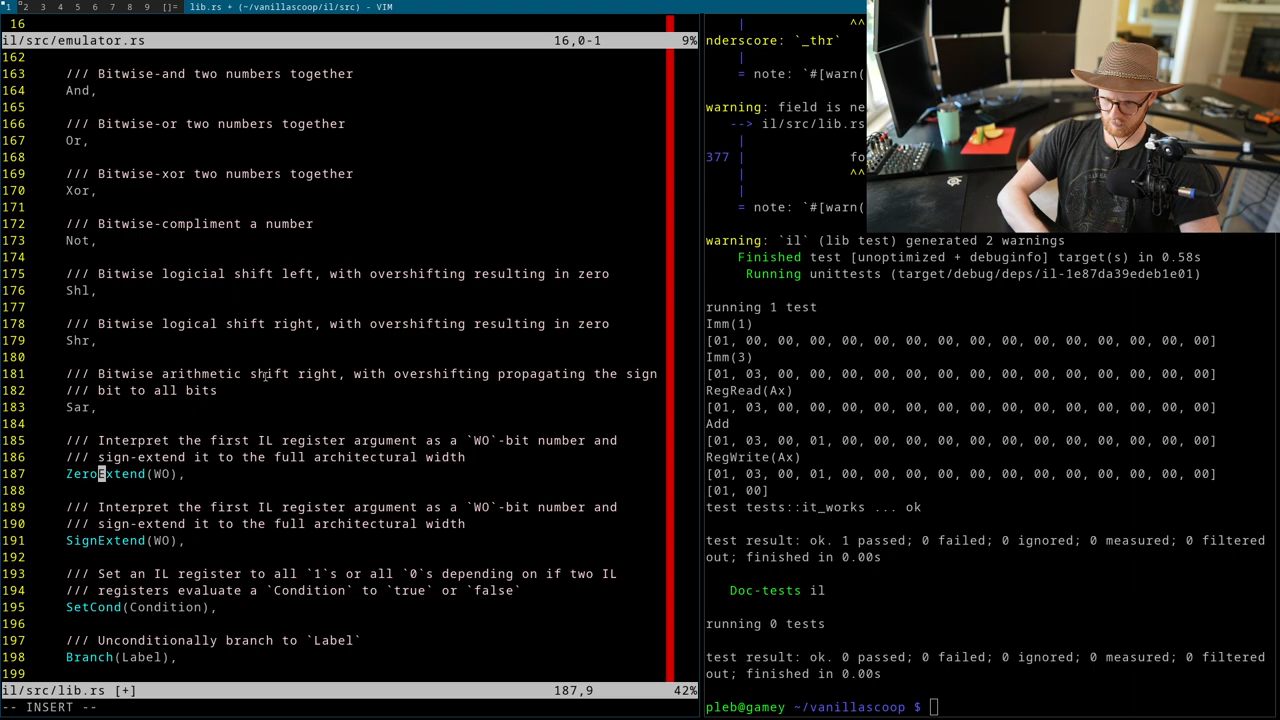 1 2 3 4 5 6 7 8 9 []= lib.rs + (~/vanillascoop/il/src) - VIM
16
il/src/emulator.rs 16,0-1 9%
162
163 /// Bitwise-and two numbers together
164 And,
165
166 /// Bitwise-or two numbers together
167 Or,
168
169 /// Bitwise-xor two numbers together
170 Xor,
171
172 /// Bitwise-compliment a number
173 Not,
174
175 /// Bitwise logicial shift left, with overshifting resulting in zero
176 Shl,
177
178 /// Bitwise logical shift right, with overshifting resulting in zero
179 Shr,
180
181 /// Bitwise arithmetic shift right, with overshifting propagating the sign
182 /// bit to all bits
183 Sar,
184
185 /// Interpret the first IL register argument as a `WO`-bit number and
186 /// sign-extend it to the full architectural width
187 ZeroExtend(WO),
188
189 /// Interpret the first IL register argument as a `WO`-bit number and
190 /// sign-extend it to the full architectural width
191 SignExtend(WO),
192
193 /// Set an IL register to all `1`s or all `0`s depending on if two IL
194 /// registers evaluate a `Condition` to `true` or `false`
195 SetCond(Condition),
196
197 /// Unconditionally branch to `Label`
198 Branch(Label),
199
il/src/lib.rs [+] 187,9 42%
-- INSERT --
| ^^
nderscore: `_thr`
|
= note: `#[warn(
warning: field is ne
--> il/src/lib.rs
|
377 | fo
| ^^
|
= note: `#[warn(
warning: `il` (lib test) generated 2 warnings
Finished test [unoptimized + debuginfo] target(s) in 0.58s
Running unittests (target/debug/deps/il-1e87da39edeb1e01)
running 1 test
Imm(1)
[01, 00, 00, 00, 00, 00, 00, 00, 00, 00, 00, 00, 00, 00, 00, 00]
Imm(3)
[01, 03, 00, 00, 00, 00, 00, 00, 00, 00, 00, 00, 00, 00, 00, 00]
RegRead(Ax)
[01, 03, 00, 00, 00, 00, 00, 00, 00, 00, 00, 00, 00, 00, 00, 00]
Add
[01, 03, 00, 01, 00, 00, 00, 00, 00, 00, 00, 00, 00, 00, 00, 00]
RegWrite(Ax)
[01, 03, 00, 01, 00, 00, 00, 00, 00, 00, 00, 00, 00, 00, 00, 00]
[01, 00]
test tests::it_works ... ok
test result: ok. 1 passed; 0 failed; 0 ignored; 0 measured; 0 filtered
out; finished in 0.00s
Doc-tests il
running 0 tests
test result: ok. 0 passed; 0 failed; 0 ignored; 0 measured; 0 filtered
out; finished in 0.00s
pleb@gamey ~/vanillascoop $